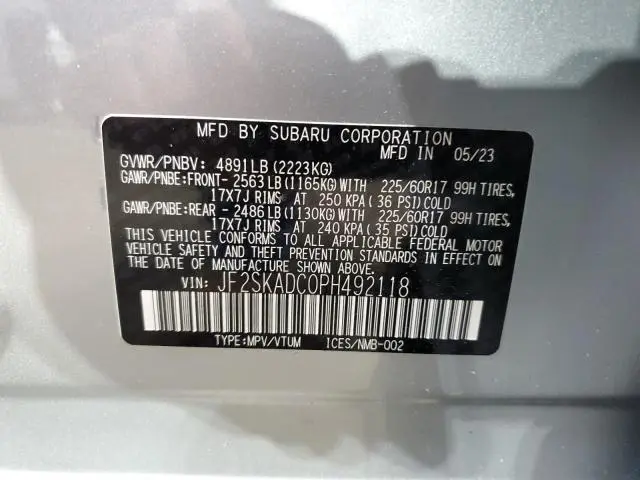 MFD BY SUBARU CORPORATION
MFD IN 05/23
GVWR/PNBV: 4891LB (2223KG)
GAWR/PNBE:FRONT- 2563LB(1165KG)WITH 225/60R17 99H TIRES,
17X7J RIMS AT 250 KPA( 36 PSI)COLD
GAWR/PNBE:REAR - 2486LB(1130KG)WITH 225/60R17 99H TIRES,
17X7J RIMS AT 240 KPA( 35 PSI)COLD
THIS VEHICLE CONFORMS TO ALL APPLICABLE FEDERAL MOTOR
VEHICLE SAFETY AND THEFT PREVENTION STANDARDS IN EFFECT
ON THE DATE OF MANUFACTURE SHOWN ABOVE.
VIN: JF2SKADC0PH492118
TYPE:MPV/VTUM ICES/NMB-002